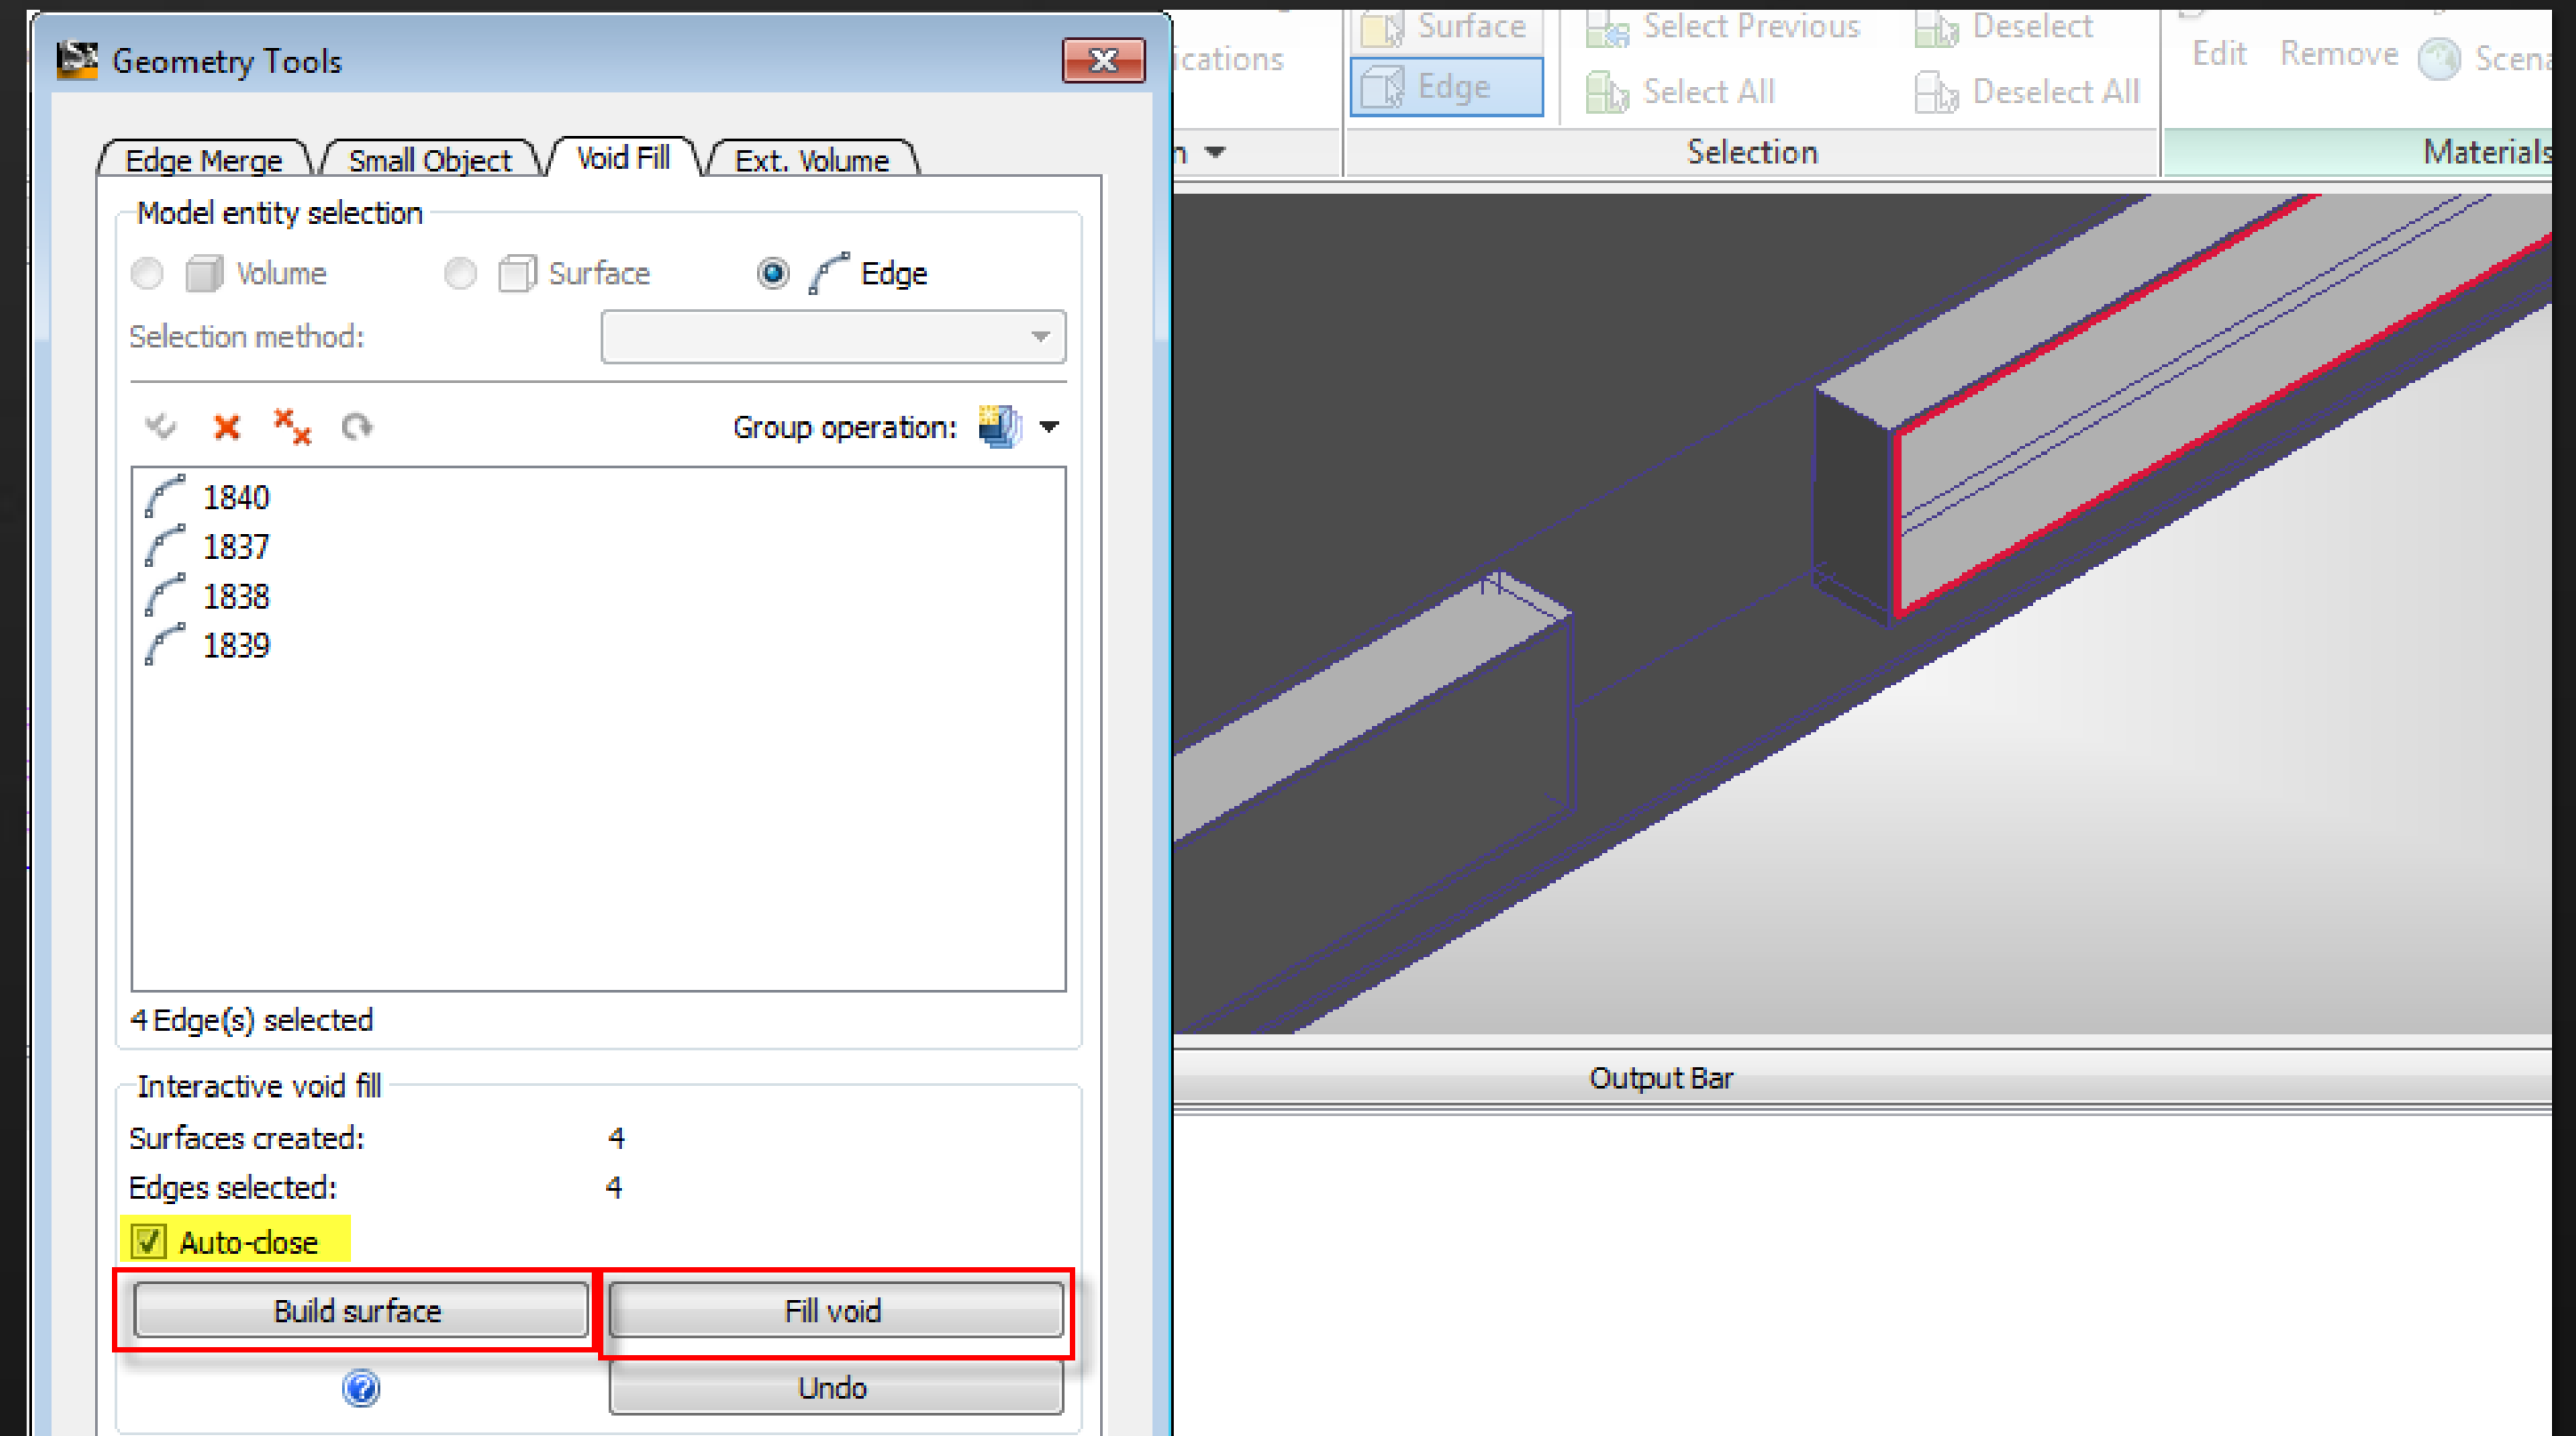 Geometry Tools
Edge Merge Small Object Void Fill Ext. Volume
Model entity selection
Volume Surface Edge
Selection method:
Group operation:
1840
1837
1838
1839
4 Edge(s) selected
Interactive void fill
Surfaces created: 4
Edges selected: 4
Auto-close
Build surface Fill void
Undo
ications
Surface Select Previous Deselect
Edge Select All Deselect All
Edit Remove Scena
n Selection Materials
Output Bar